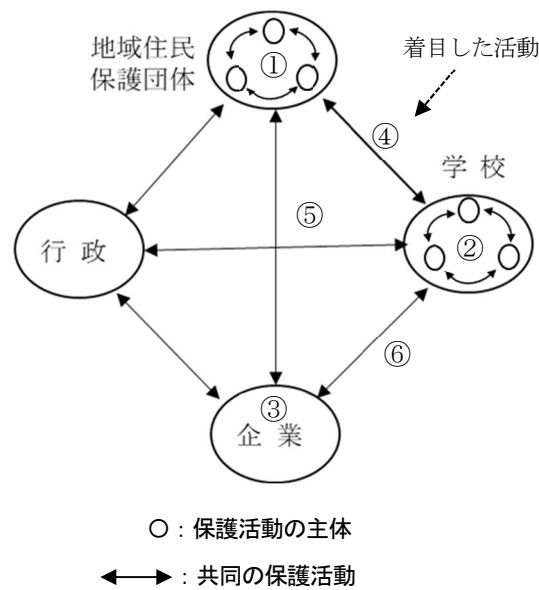 地域住民
保護団体
①
着目した活動
④
学校
⑤
②
行政
⑥
③
企業
○：保護活動の主体
◄─►：共同の保護活動